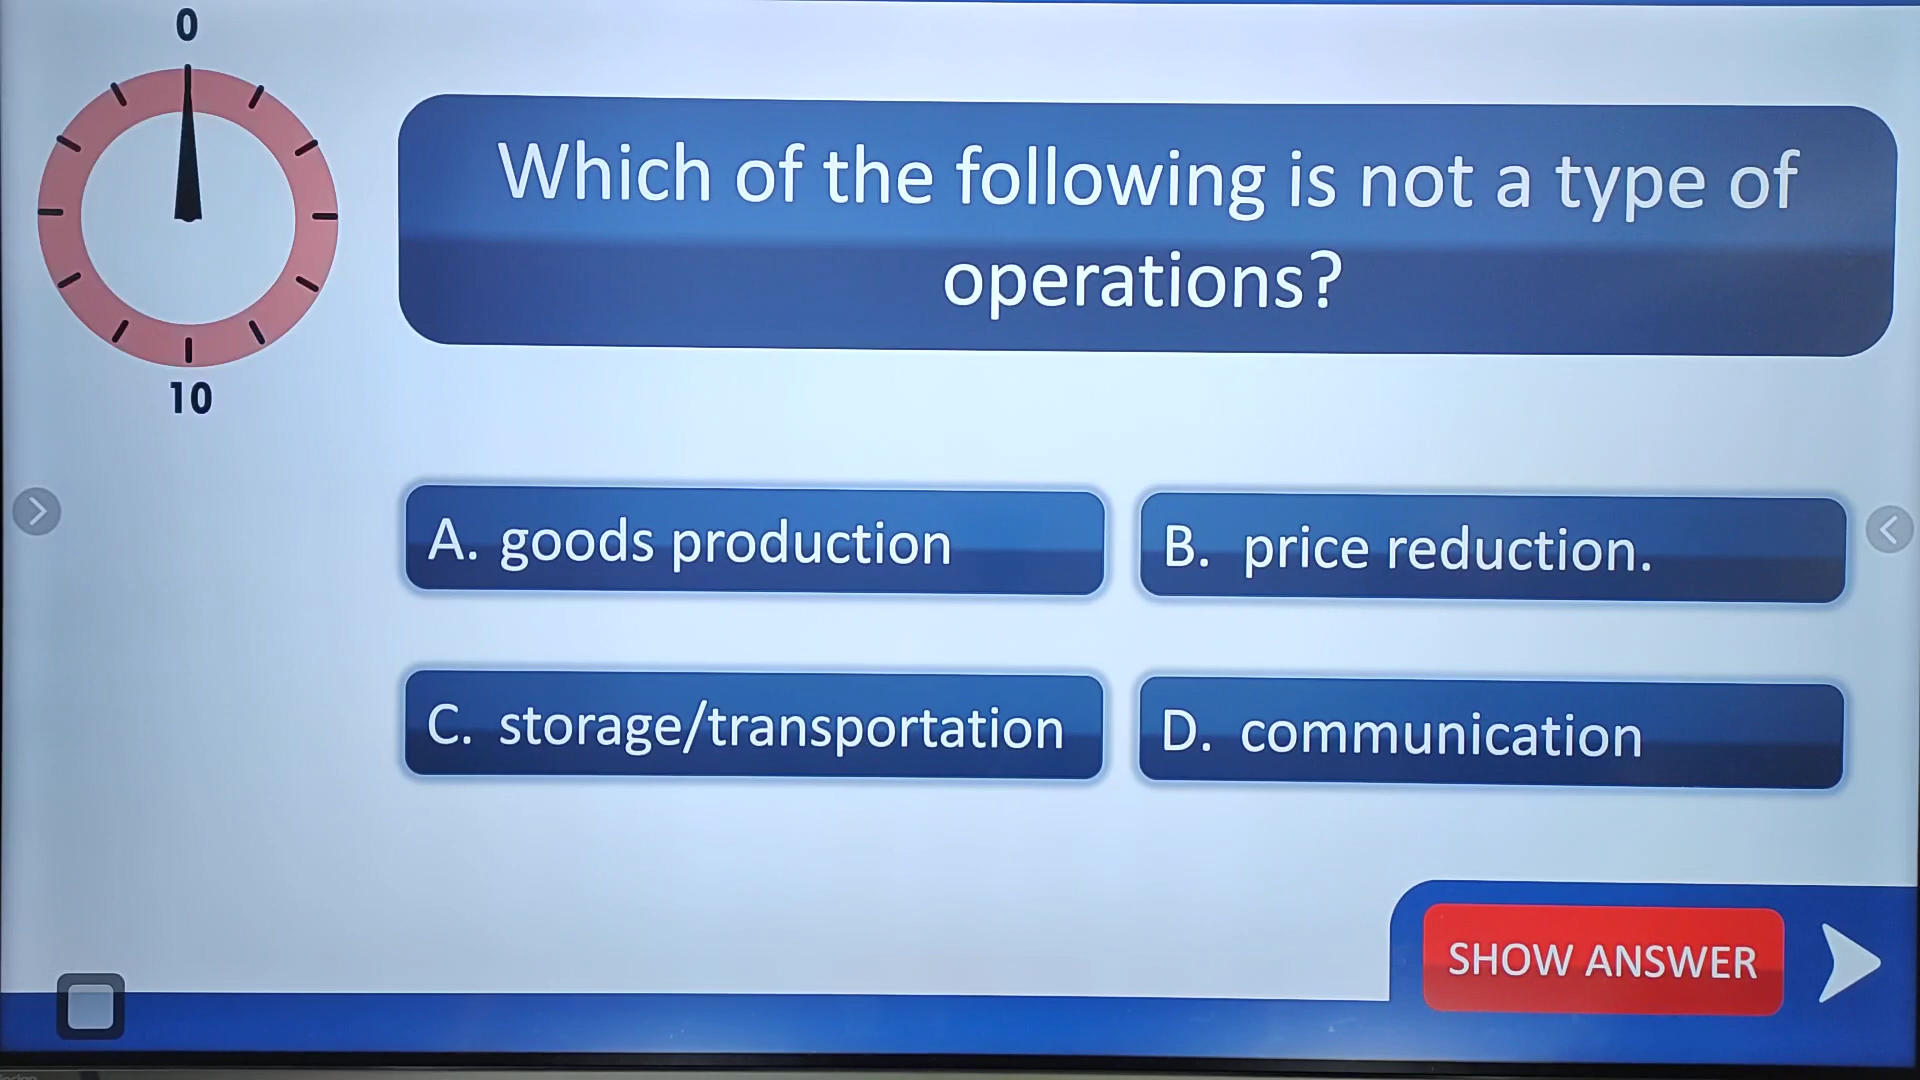 0
10
Which of the following is not a type of
operations?
A. goods production
B. price reduction.
C. storage/transportation
D. communication
SHOW ANSWER